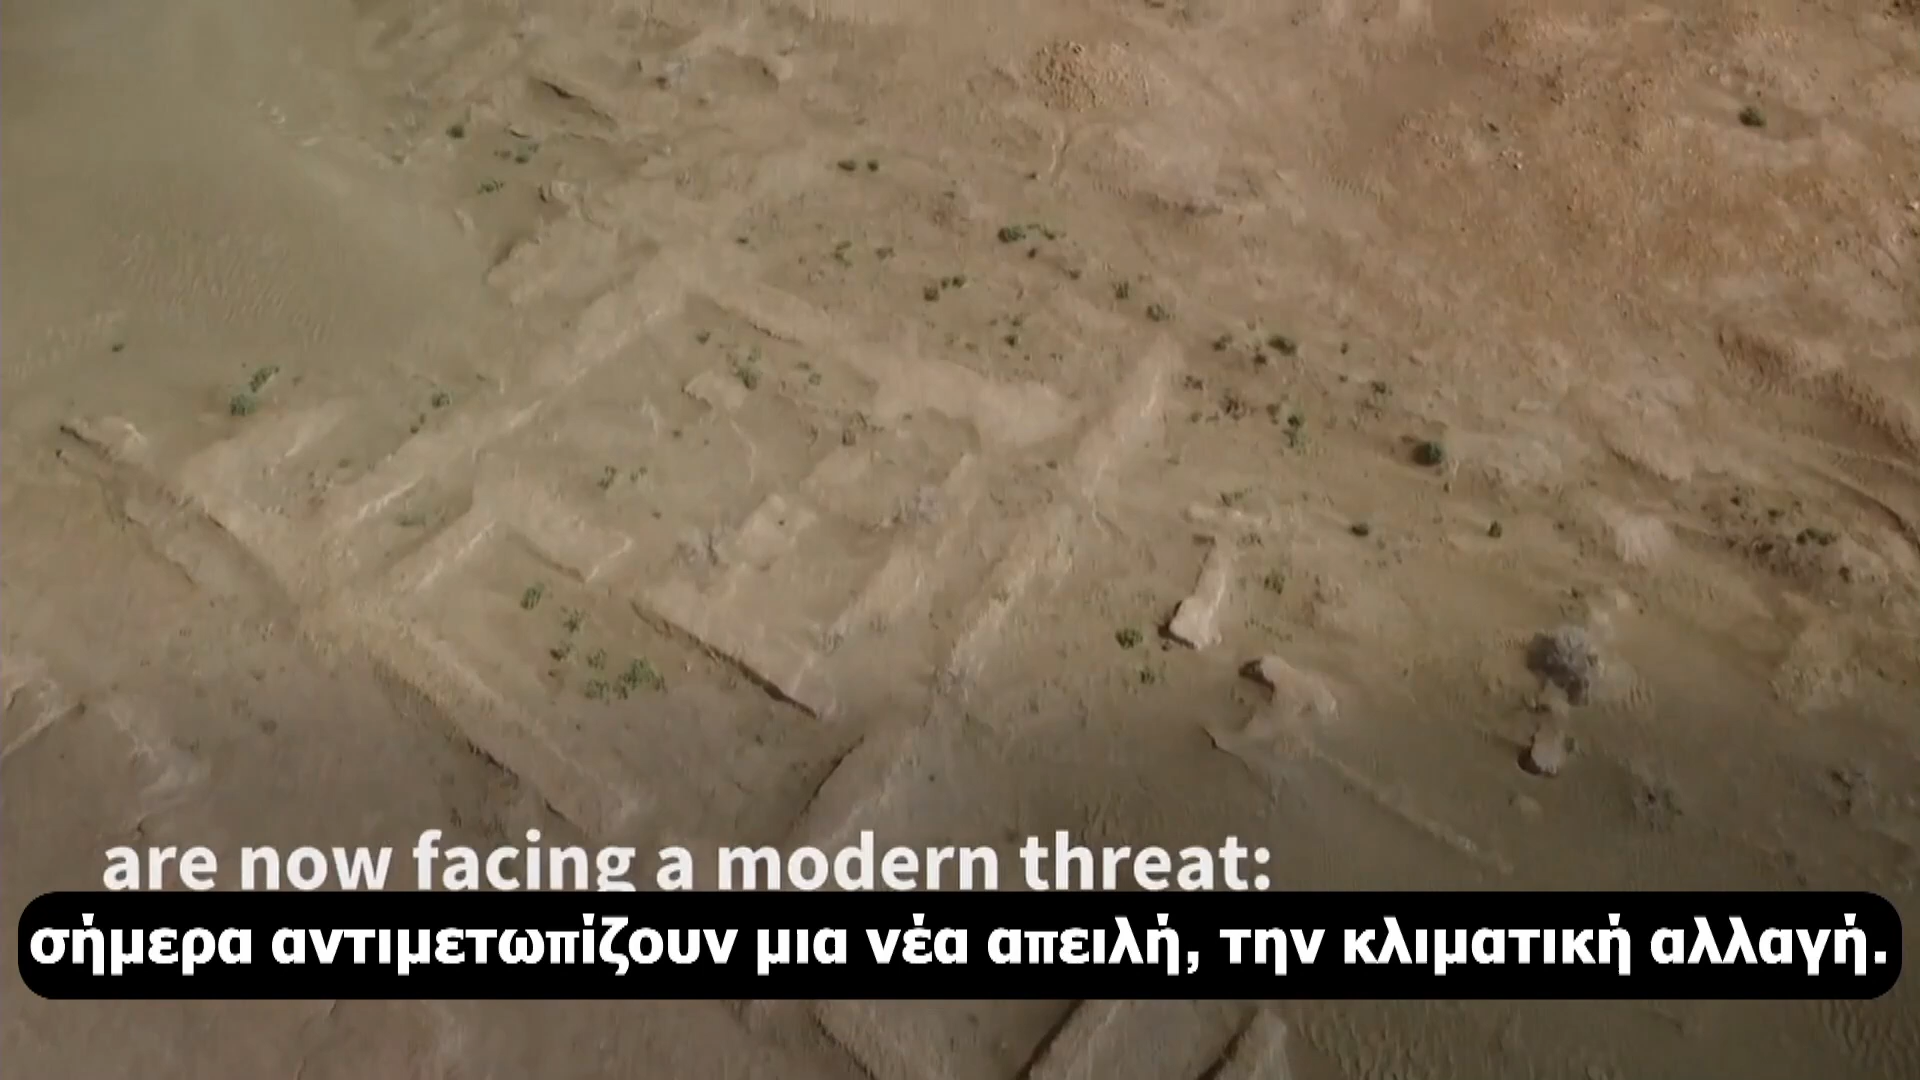 are now facing a modern threat:
σήμερα αντιμετωπίζουν μια νέα απειλή, την κλιματική αλλαγή.